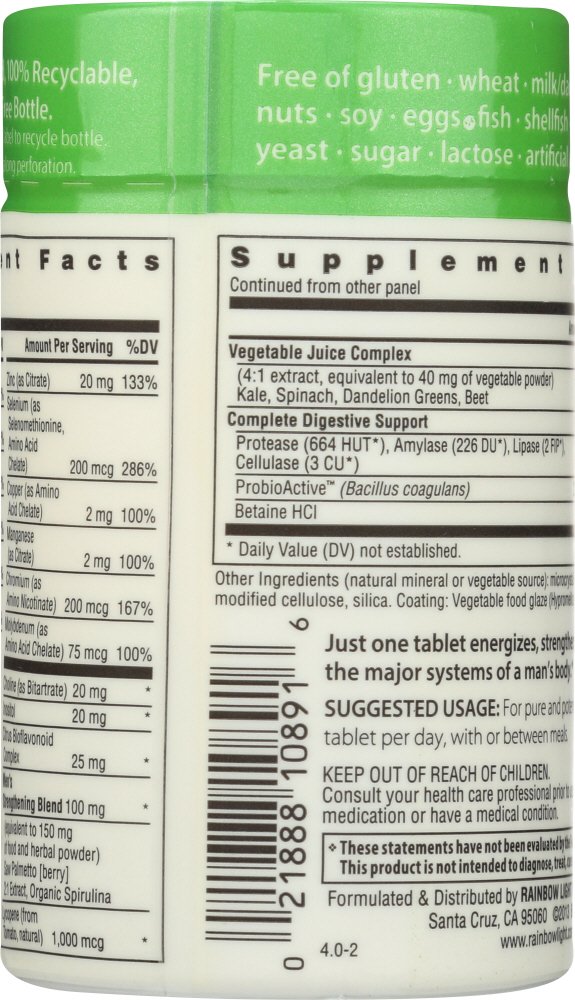 100% Recyclable,
Bottle.
to recycle bottle.
perforation.
Free of gluten · wheat ·
nuts · soy · eggs · fish · shellfish
yeast · sugar · lactose · artificial
Facts
Amount Per Serving %DV
Zinc (as Citrate) 20 mg 133%
Selenium (as
Selenomethionine,
Amino Acid
Chelate) 200 mcg 286%
Copper (as Amino
Acid Chelate) 2 mg 100%
Manganese
(as Citrate) 2 mg 100%
Chromium (as
Amino Nicotinate) 200 mcg 167%
Molybdenum (as
Amino Acid Chelate) 75 mcg 100%
Choline (as Bitartrate) 20 mg *
Inositol 20 mg *
Citrus Bioflavonoid
Complex 25 mg *
Men's
Strengthening Blend 100 mg *
equivalent to 150 mg
of food and herbal powder)
Saw Palmetto [berry]
2:1 Extract, Organic Spirulina
Lycopene (from
Tomato, natural) 1,000 mcg *
Supplement
Continued from other panel
Vegetable Juice Complex
(4:1 extract, equivalent to 40 mg of vegetable powder)
Kale, Spinach, Dandelion Greens, Beet
Complete Digestive Support
Protease (664 HUT*), Amylase (226 DU*), Lipase (2 FIP*),
Cellulase (3 CU*)
ProbioActive™ (Bacillus coagulans)
Betaine HCl
* Daily Value (DV) not established.
Other Ingredients (natural mineral or vegetable source):
modified cellulose, silica. Coating: Vegetable food glaze
0 21888 10891 6
Just one tablet energizes,
the major systems of a man's body.
SUGGESTED USAGE: For pure and
tablet per day, with or between meals.
KEEP OUT OF REACH OF CHILDREN.
Consult your health care professional prior to
medication or have a medical condition.
❖ These statements have not been evaluated by the
This product is not intended to diagnose, treat,
Formulated & Distributed by RAINBOW LIGHT
Santa Cruz, CA 95060
www.rainbowlight.
4.0-2